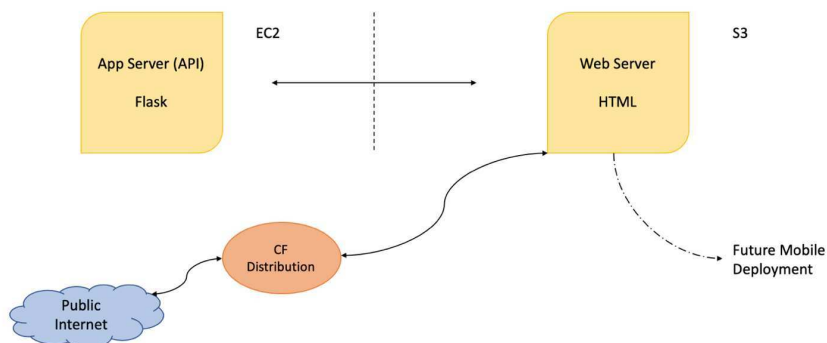 EC2
S3
App Server (API)
Flask
Web Server
HTML
CF
Distribution
Future Mobile
Deployment
Public
Internet